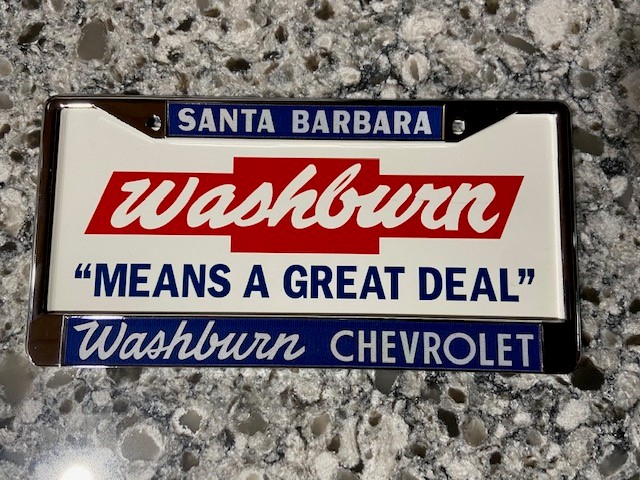 SANTA BARBARA
Washburn
“MEANS A GREAT DEAL”
Washburn CHEVROLET